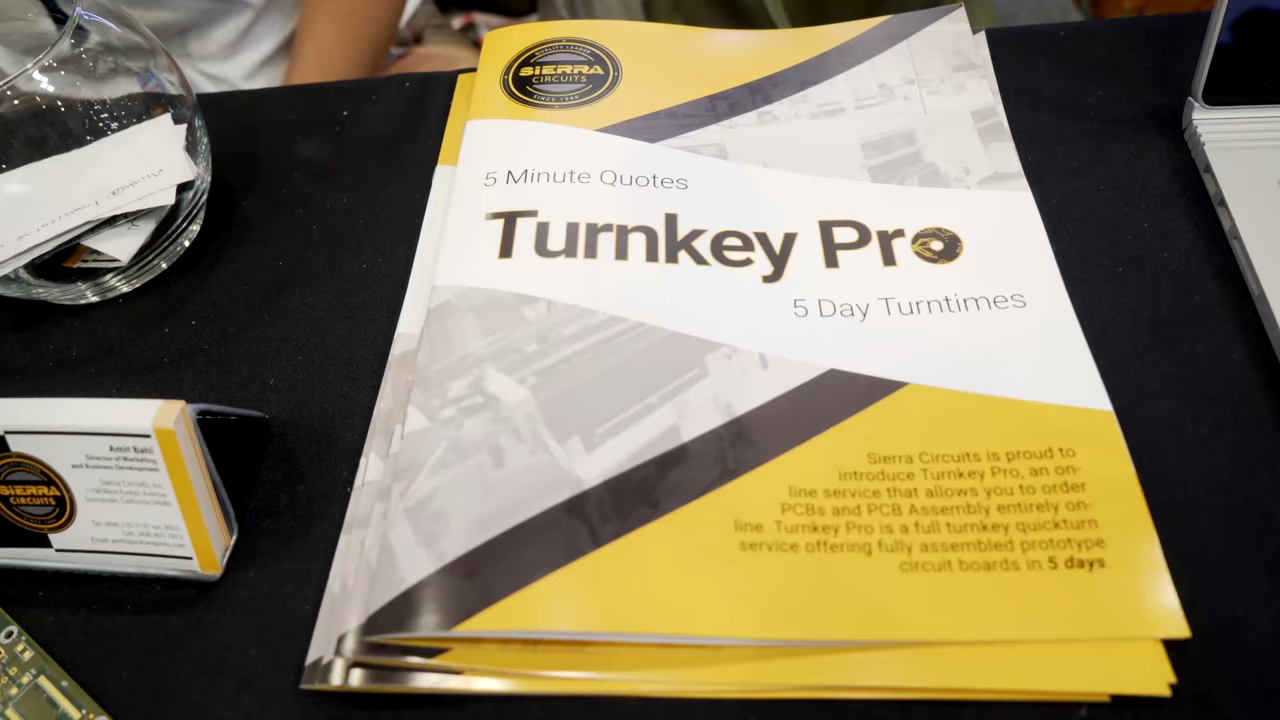 QUALITY LEADER
SIERRA
CIRCUITS
SINCE 1986
5 Minute Quotes
Turnkey Pro
5 Day Turntimes
Sierra Circuits is proud to
introduce Turnkey Pro, an on-
line service that allows you to order
PCBs and PCB Assembly entirely on-
line. Turnkey Pro is a full turnkey quickturn
service offering fully assembled prototype
circuit boards in 5 days.
Amit Bahl
Director of Marketing
and Business Development
Sierra Circuits, Inc.
SIERRA
CIRCUITS